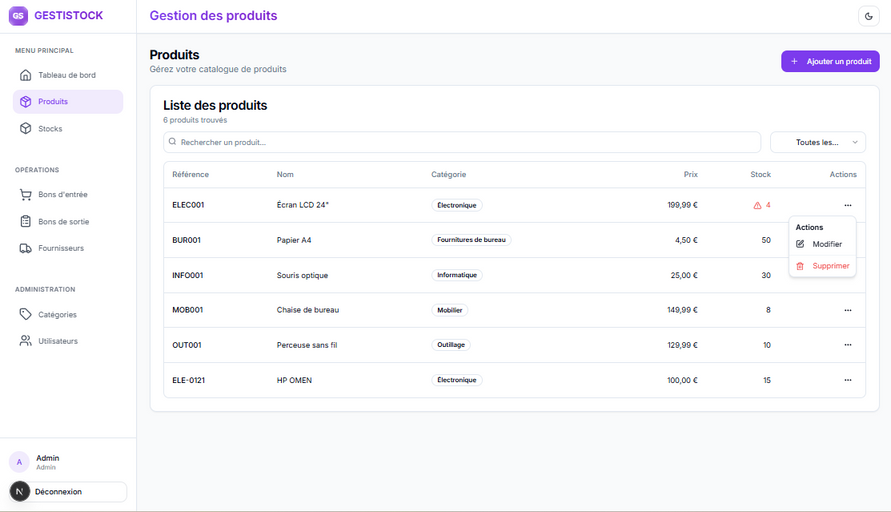 GS GESTISTOCK
MENU PRINCIPAL
Tableau de bord
Produits
Stocks
OPÉRATIONS
Bons d'entrée
Bons de sortie
Fournisseurs
ADMINISTRATION
Catégories
Utilisateurs
A Admin
Admin
N Déconnexion
Gestion des produits
Produits
Gérez votre catalogue de produits
+ Ajouter un produit
Liste des produits
6 produits trouvés
Rechercher un produit...
Toutes les...
Référence Nom Catégorie Prix Stock Actions
ELEC001 Écran LCD 24" Électronique 199,99 € 4 ...
BUR001 Papier A4 Fournitures de bureau 4,50 € 50
INFO001 Souris optique Informatique 25,00 € 30
MOB001 Chaise de bureau Mobilier 149,99 € 8 ...
OUT001 Perceuse sans fil Outillage 129,99 € 10 ...
ELE-0121 HP OMEN Électronique 100,00 € 15 ...
Actions
Modifier
Supprimer